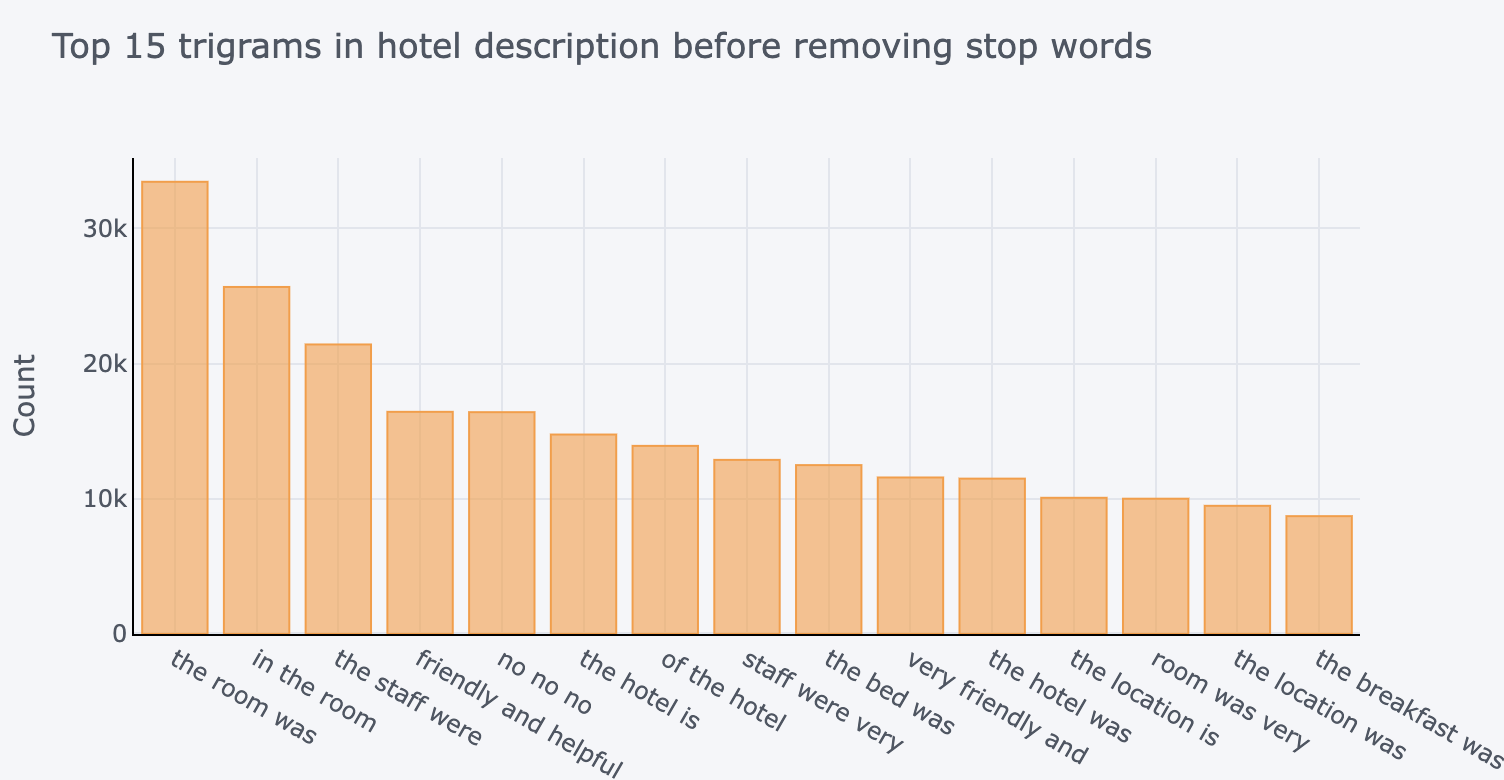 Top 15 trigrams in hotel description before removing stop words
Count
30k
20k
10k
0
the room was
in the room
the staff were
friendly and helpful
no no no
the hotel is
of the hotel
staff were very
the bed was
very friendly and
the hotel was
the location is
room was very
the location was
the breakfast was